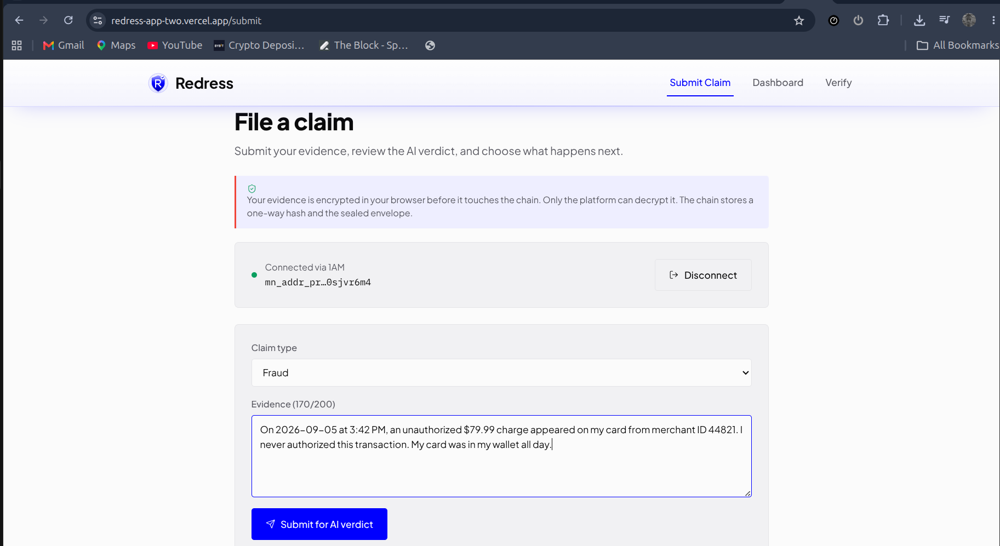 redress-app-two.vercel.app/submit
Gmail
Maps
YouTube
Crypto Deposi...
The Block - Sp...
All Bookmarks
R
Redress
Submit Claim
Dashboard
Verify
File a claim
Submit your evidence, review the AI verdict, and choose what happens next.
Your evidence is encrypted in your browser before it touches the chain. Only the platform can decrypt it. The chain stores a
one-way hash and the sealed envelope.
Connected via 1AM
mn_addr_pr…0sjvr6m4
Disconnect
Claim type
Fraud
Evidence (170/200)
On 2026-09-05 at 3:42 PM, an unauthorized $79.99 charge appeared on my card from merchant ID 44821. I
never authorized this transaction. My card was in my wallet all day.
Submit for AI verdict